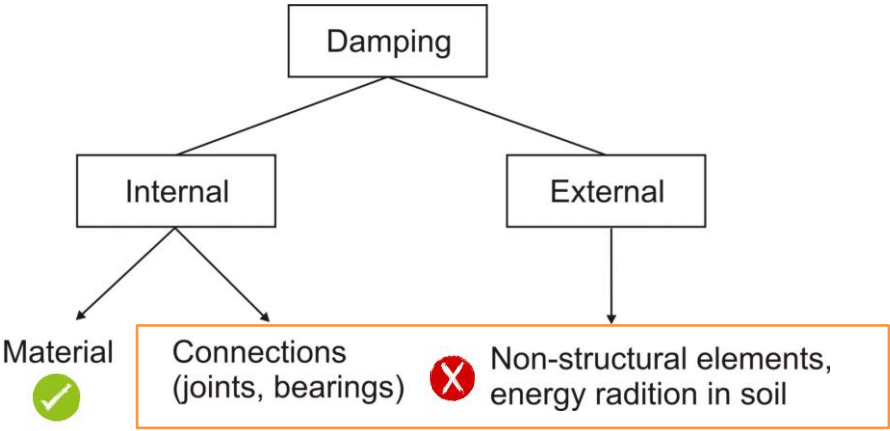 Damping
Internal
External
Material
Connections
(joints, bearings)
Non-structural elements,
energy radition in soil